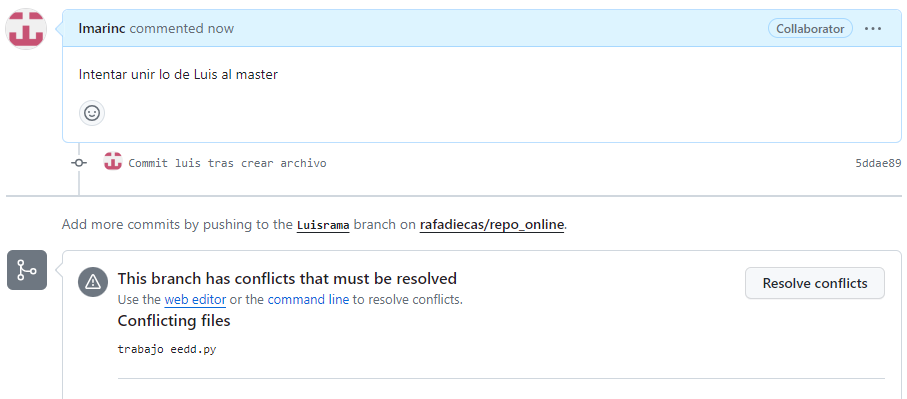 lmarinc commented now
Collaborator
Intentar unir lo de Luis al master
Commit luis tras crear archivo
5ddae89
Add more commits by pushing to the Luisrama branch on rafadiecas/repo_online.
This branch has conflicts that must be resolved
Use the web editor or the command line to resolve conflicts.
Resolve conflicts
Conflicting files
trabajo eedd.py